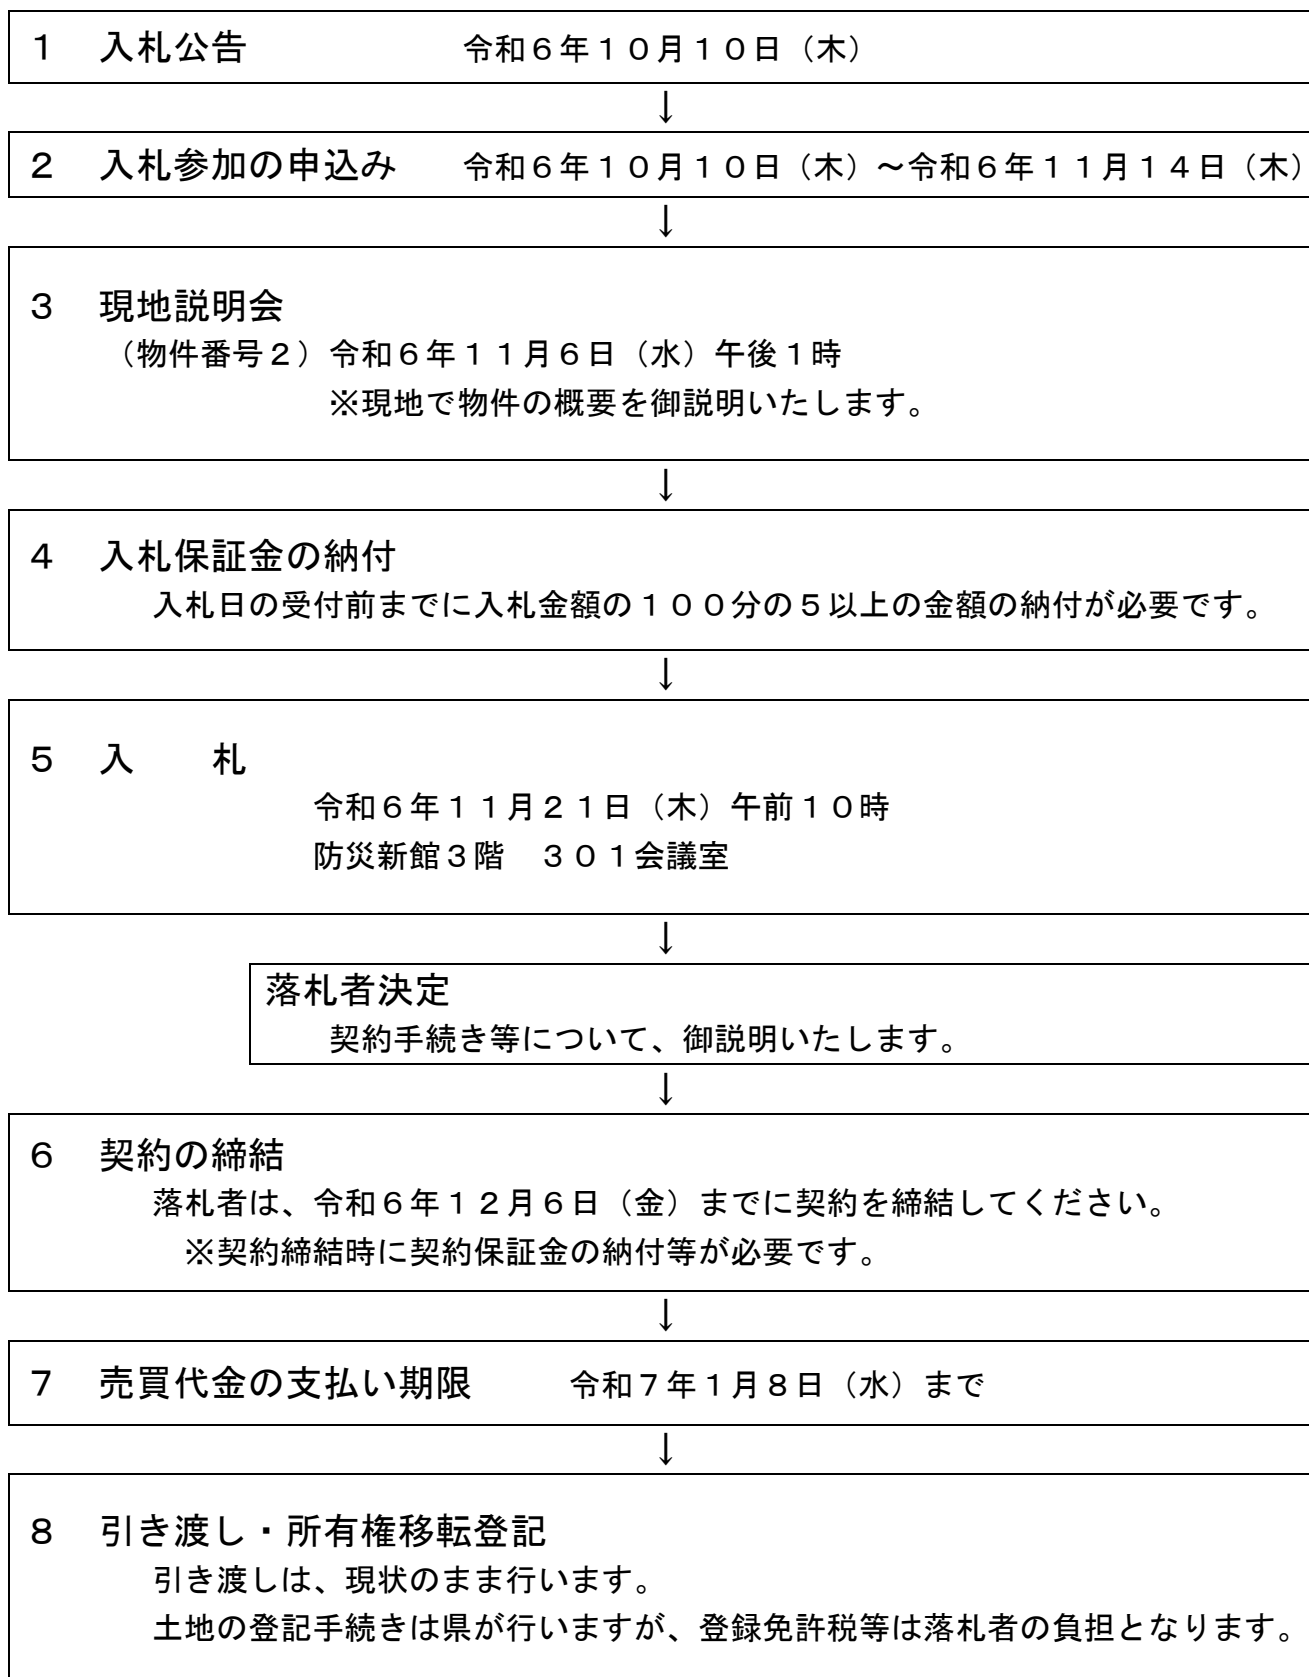 １　入札公告　　　　　　令和６年１０月１０日（木）
↓
２　入札参加の申込み　　令和６年１０月１０日（木）～令和６年１１月１４日（木）
↓
３　現地説明会
（物件番号２）令和６年１１月６日（水）午後１時
※現地で物件の概要を御説明いたします。
↓
４　入札保証金の納付
入札日の受付前までに入札金額の１００分の５以上の金額の納付が必要です。
↓
５　入　　札
令和６年１１月２１日（木）午前１０時
防災新館３階　３０１会議室
↓
落札者決定
契約手続き等について、御説明いたします。
↓
６　契約の締結
落札者は、令和６年１２月６日（金）までに契約を締結してください。
※契約締結時に契約保証金の納付等が必要です。
↓
７　売買代金の支払い期限　　　令和７年１月８日（水）まで
↓
８　引き渡し・所有権移転登記
引き渡しは、現状のまま行います。
土地の登記手続きは県が行いますが、登録免許税等は落札者の負担となります。